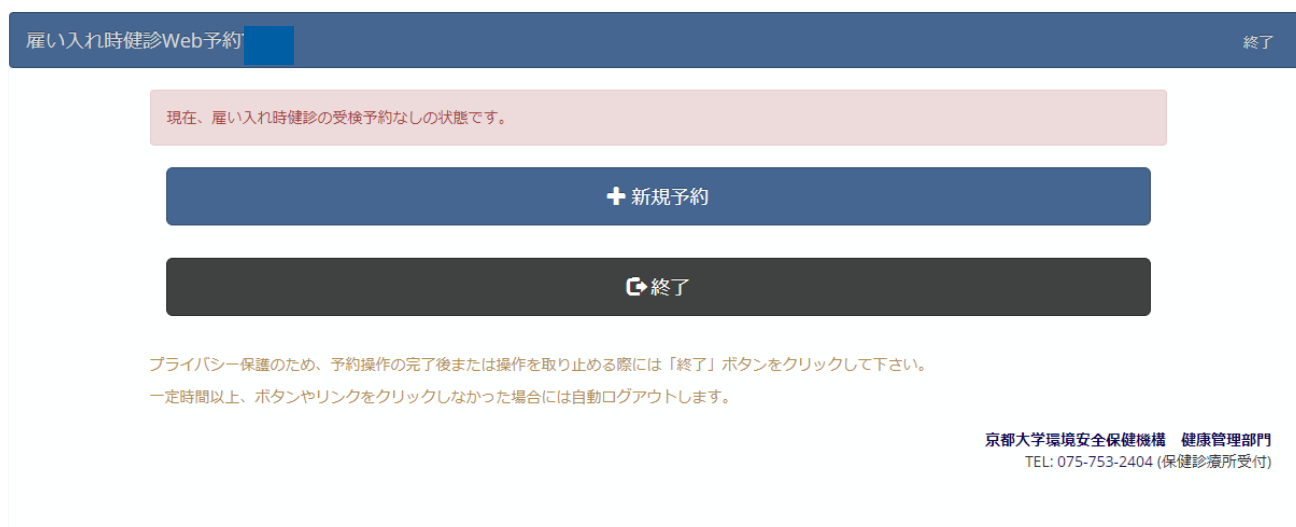 雇い入れ時健診Web予約
終了
現在、雇い入れ時健診の受検予約なしの状態です。
新規予約
終了
プライバシー保護のため、予約操作の完了後または操作を取り止める際には「終了」ボタンをクリックして下さい。
一定時間以上、ボタンやリンクをクリックしなかった場合には自動ログアウトします。
京都大学環境安全保健機構　健康管理部門
TEL: 075-753-2404 (保健診療所受付)